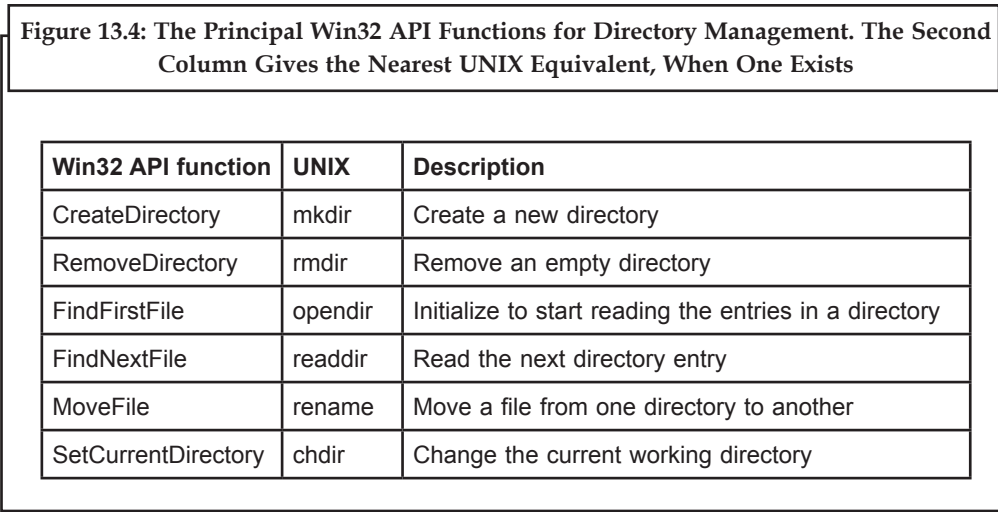 Figure 13.4: The Principal Win32 API Functions for Directory Management. The Second
Column Gives the Nearest UNIX Equivalent, When One Exists
Win32 API function UNIX Description
CreateDirectory mkdir Create a new directory
RemoveDirectory rmdir Remove an empty directory
FindFirstFile opendir Initialize to start reading the entries in a directory
FindNextFile readdir Read the next directory entry
MoveFile rename Move a file from one directory to another
SetCurrentDirectory chdir Change the current working directory